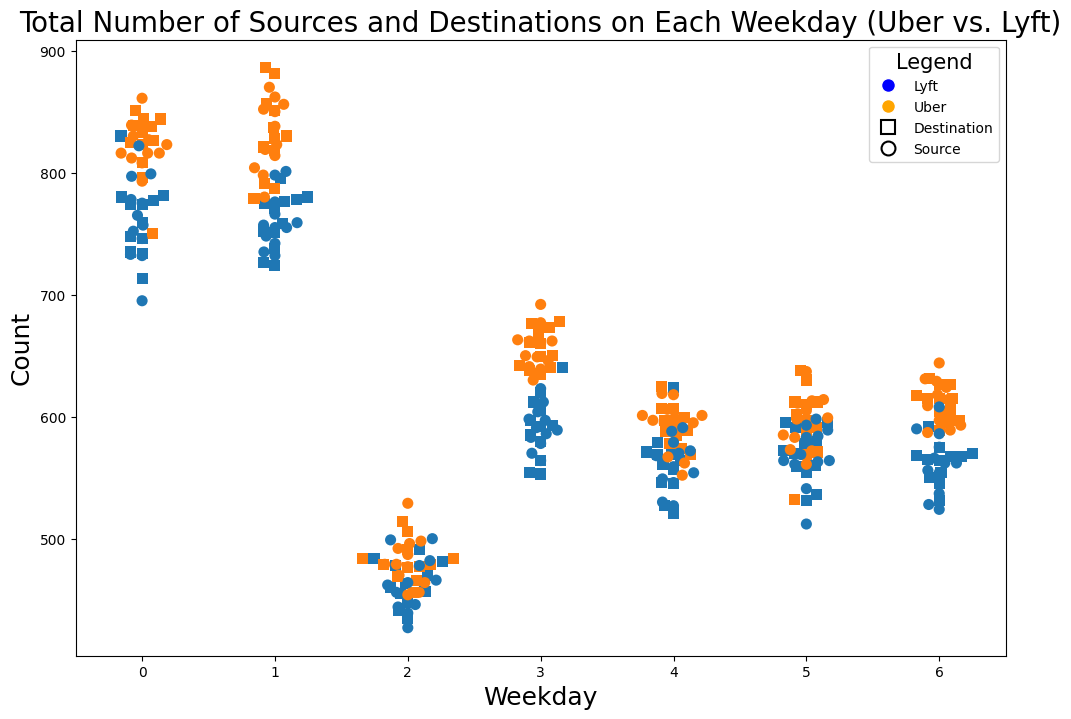 Total Number of Sources and Destinations on Each Weekday (Uber vs. Lyft)
Legend
Lyft
Uber
Destination
Source
Count
900
800
700
600
500
0 1 2 3 4 5 6
Weekday